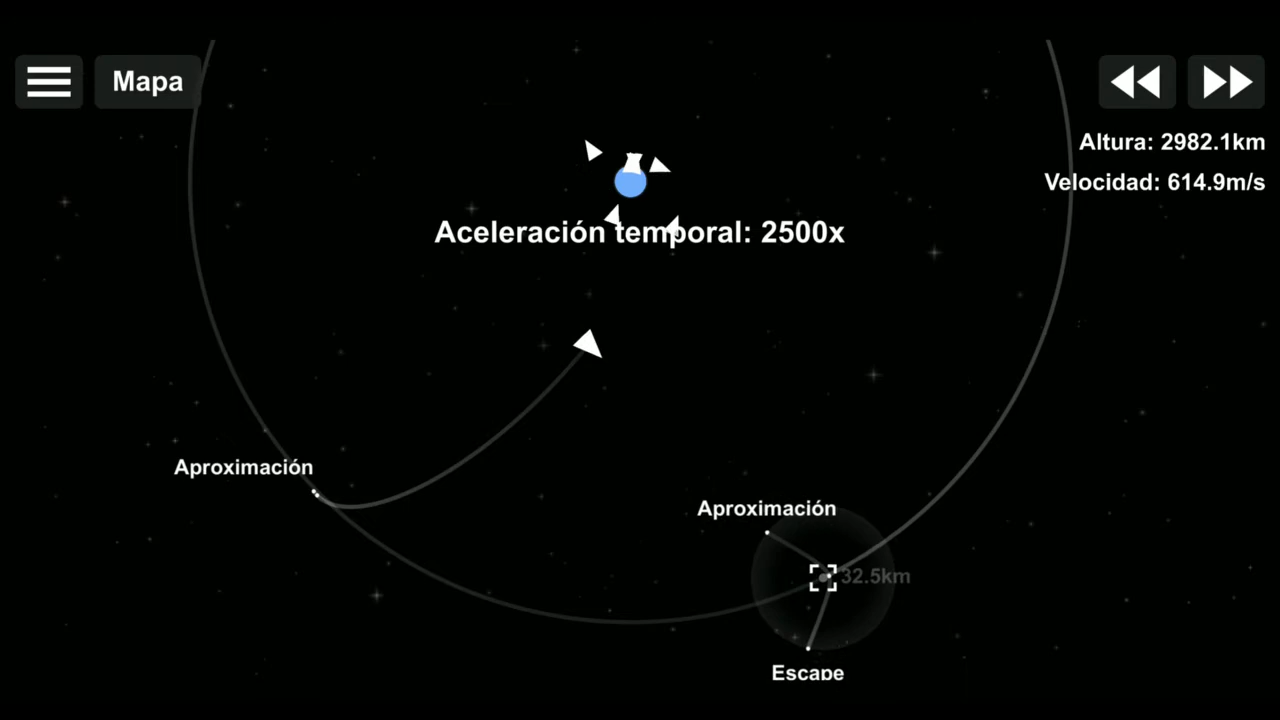 Mapa
Altura: 2982.1km
Velocidad: 614.9m/s
Aceleración temporal: 2500x
Aproximación
Aproximación
32.5km
Escape